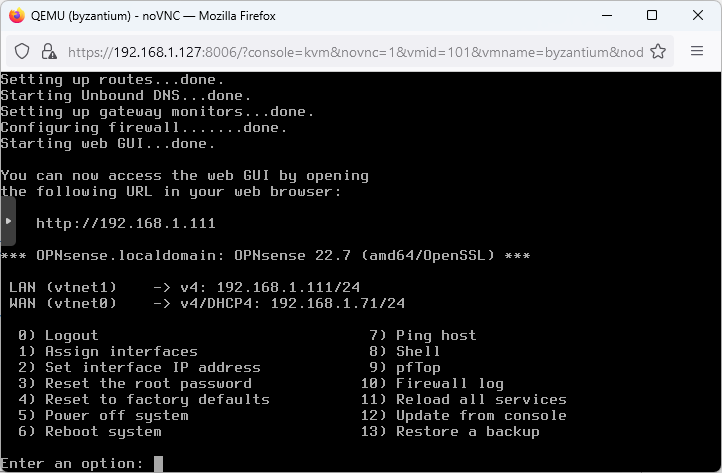 QEMU (byzantium) - noVNC — Mozilla Firefox
https://192.168.1.127:8006/?console=kvm&novnc=1&vmid=101&vmname=byzantium&nod
Setting up routes...done.
Starting Unbound DNS...done.
Setting up gateway monitors...done.
Configuring firewall.......done.
Starting web GUI...done.
You can now access the web GUI by opening
the following URL in your web browser:
http://192.168.1.111
*** OPNsense.localdomain: OPNsense 22.7 (amd64/OpenSSL) ***
LAN (vtnet1)    -> v4: 192.168.1.111/24
WAN (vtnet0)    -> v4/DHCP4: 192.168.1.71/24
0) Logout                              7) Ping host
1) Assign interfaces                   8) Shell
2) Set interface IP address            9) pfTop
3) Reset the root password            10) Firewall log
4) Reset to factory defaults          11) Reload all services
5) Power off system                   12) Update from console
6) Reboot system                      13) Restore a backup
Enter an option: